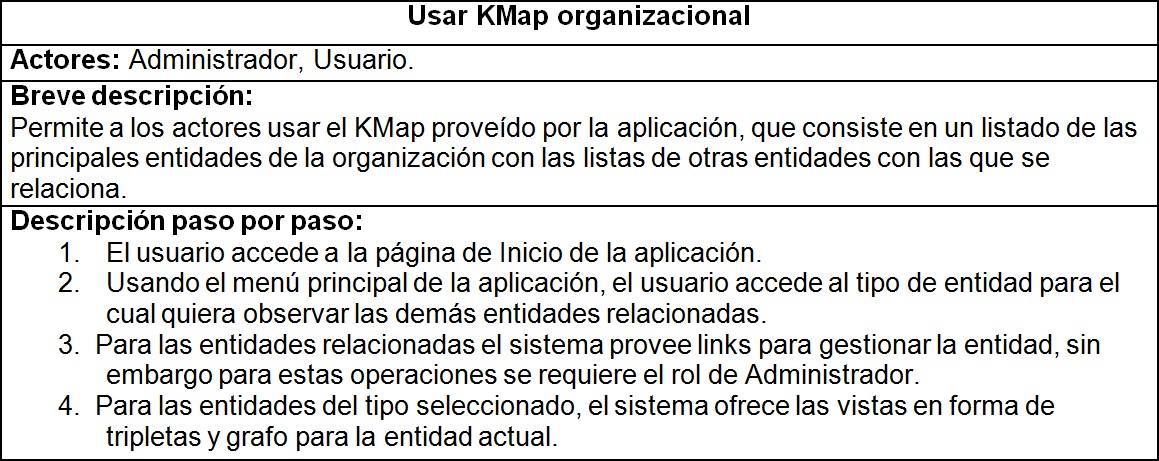 Usar KMap organizacional
Actores: Administrador, Usuario.
Breve descripción:
Permite a los actores usar el KMap proveído por la aplicación, que consiste en un listado de las
principales entidades de la organización con las listas de otras entidades con las que se
relaciona.
Descripción paso por paso:
1. El usuario accede a la página de Inicio de la aplicación.
2. Usando el menú principal de la aplicación, el usuario accede al tipo de entidad para el
cual quiera observar las demás entidades relacionadas.
3. Para las entidades relacionadas el sistema provee links para gestionar la entidad, sin
embargo para estas operaciones se requiere el rol de Administrador.
4. Para las entidades del tipo seleccionado, el sistema ofrece las vistas en forma de
tripletas y grafo para la entidad actual.